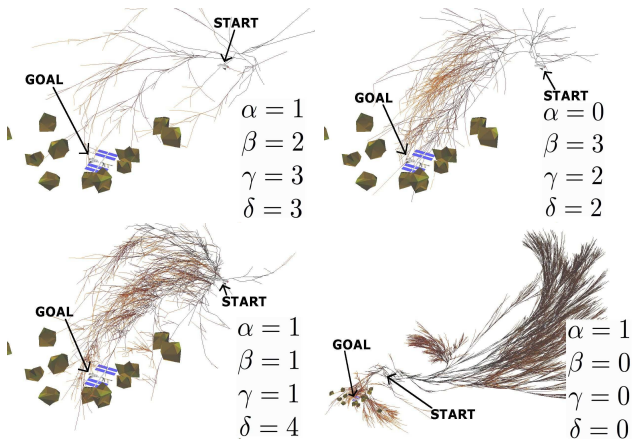 START
GOAL
α = 1
β = 2
γ = 3
δ = 3
GOAL
START
α = 0
β = 3
γ = 2
δ = 2
START
GOAL
α = 1
β = 1
γ = 1
δ = 4
GOAL
START
α = 1
β = 0
γ = 0
δ = 0